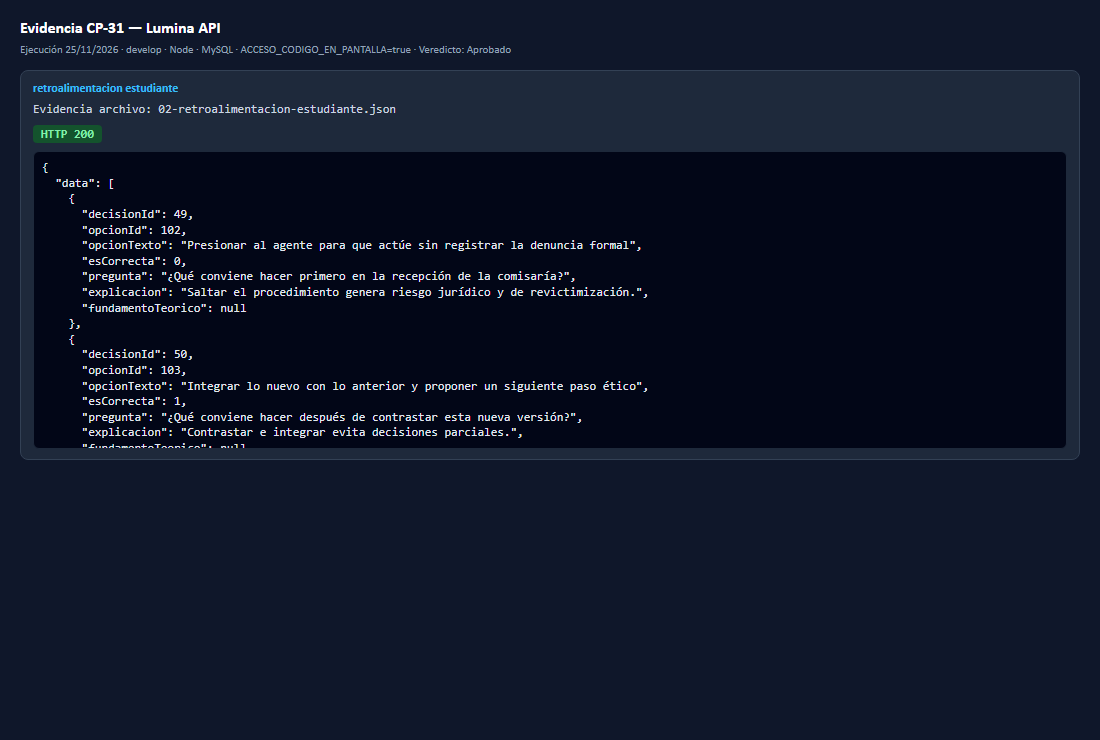 Evidencia CP-31 — Lumina API
Ejecución 25/11/2026 · develop · Node · MySQL · ACCESO_CODIGO_EN_PANTALLA=true · Veredicto: Aprobado
retroalimentacion estudiante
Evidencia archivo: 02-retroalimentacion-estudiante.json
HTTP 200
{
  "data": [
    {
      "decisionId": 49,
      "opcionId": 102,
      "opcionTexto": "Presionar al agente para que actúe sin registrar la denuncia formal",
      "esCorrecta": 0,
      "pregunta": "¿Qué conviene hacer primero en la recepción de la comisaría?",
      "explicacion": "Saltar el procedimiento genera riesgo jurídico y de revictimización.",
      "fundamentoTeorico": null
    },
    {
      "decisionId": 50,
      "opcionId": 103,
      "opcionTexto": "Integrar lo nuevo con lo anterior y proponer un siguiente paso ético",
      "esCorrecta": 1,
      "pregunta": "¿Qué conviene hacer después de contrastar esta nueva versión?",
      "explicacion": "Contrastar e integrar evita decisiones parciales.",
      "fundamentoTeorico": null